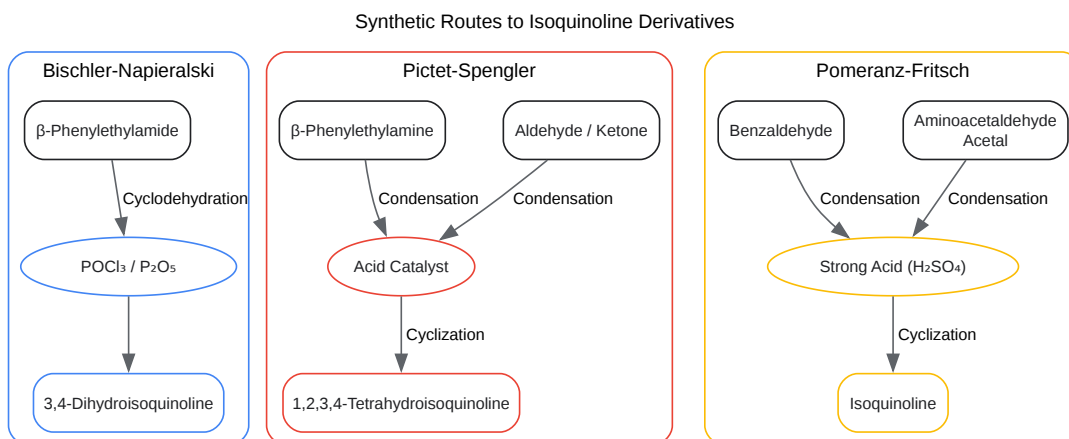 Synthetic Routes to Isoquinoline Derivatives
Bischler-Napieralski
β-Phenylethylamide
Cyclodehydration
POCl₃ / P₂O₅
3,4-Dihydroisoquinoline
Pictet-Spengler
β-Phenylethylamine
Aldehyde / Ketone
Condensation
Condensation
Acid Catalyst
Cyclization
1,2,3,4-Tetrahydroisoquinoline
Pomeranz-Fritsch
Benzaldehyde
Aminoacetaldehyde
Acetal
Condensation
Condensation
Strong Acid (H₂SO₄)
Cyclization
Isoquinoline